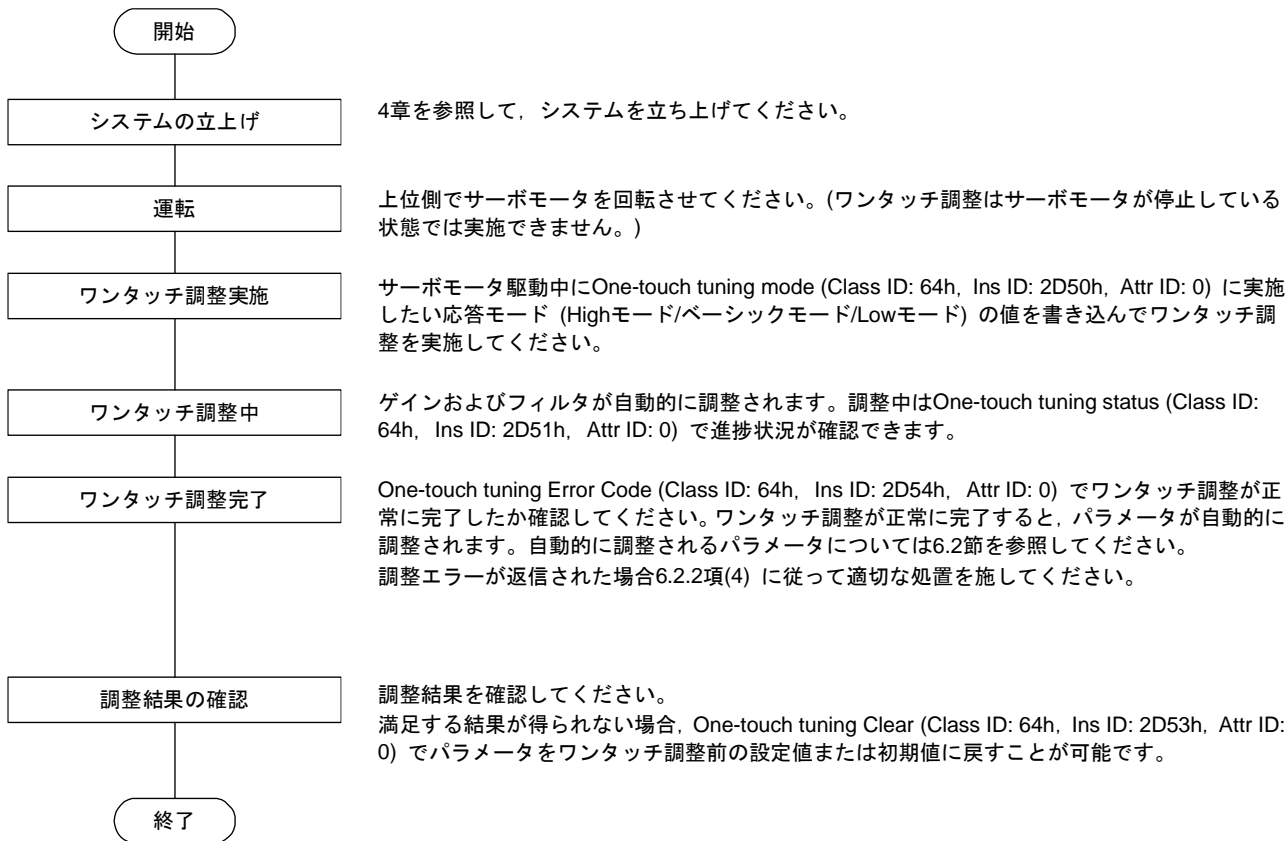 開始
システムの立上げ
4章を参照して，システムを立ち上げてください。
運転
上位側でサーボモータを回転させてください。(ワンタッチ調整はサーボモータが停止している
状態では実施できません。)
ワンタッチ調整実施
サーボモータ駆動中にOne-touch tuning mode (Class ID: 64h，Ins ID: 2D50h，Attr ID: 0) に実施
したい応答モード (Highモード/ベーシックモード/Lowモード) の値を書き込んでワンタッチ調
整を実施してください。
ワンタッチ調整中
ゲインおよびフィルタが自動的に調整されます。調整中はOne-touch tuning status (Class ID:
64h，Ins ID: 2D51h，Attr ID: 0) で進捗状況が確認できます。
ワンタッチ調整完了
One-touch tuning Error Code (Class ID: 64h，Ins ID: 2D54h，Attr ID: 0) でワンタッチ調整が正
常に完了したか確認してください。ワンタッチ調整が正常に完了すると，パラメータが自動的に
調整されます。自動的に調整されるパラメータについては6.2節を参照してください。
調整エラーが返信された場合6.2.2項(4) に従って適切な処置を施してください。
調整結果の確認
調整結果を確認してください。
満足する結果が得られない場合，One-touch tuning Clear (Class ID: 64h，Ins ID: 2D53h，Attr ID:
0) でパラメータをワンタッチ調整前の設定値または初期値に戻すことが可能です。
終了